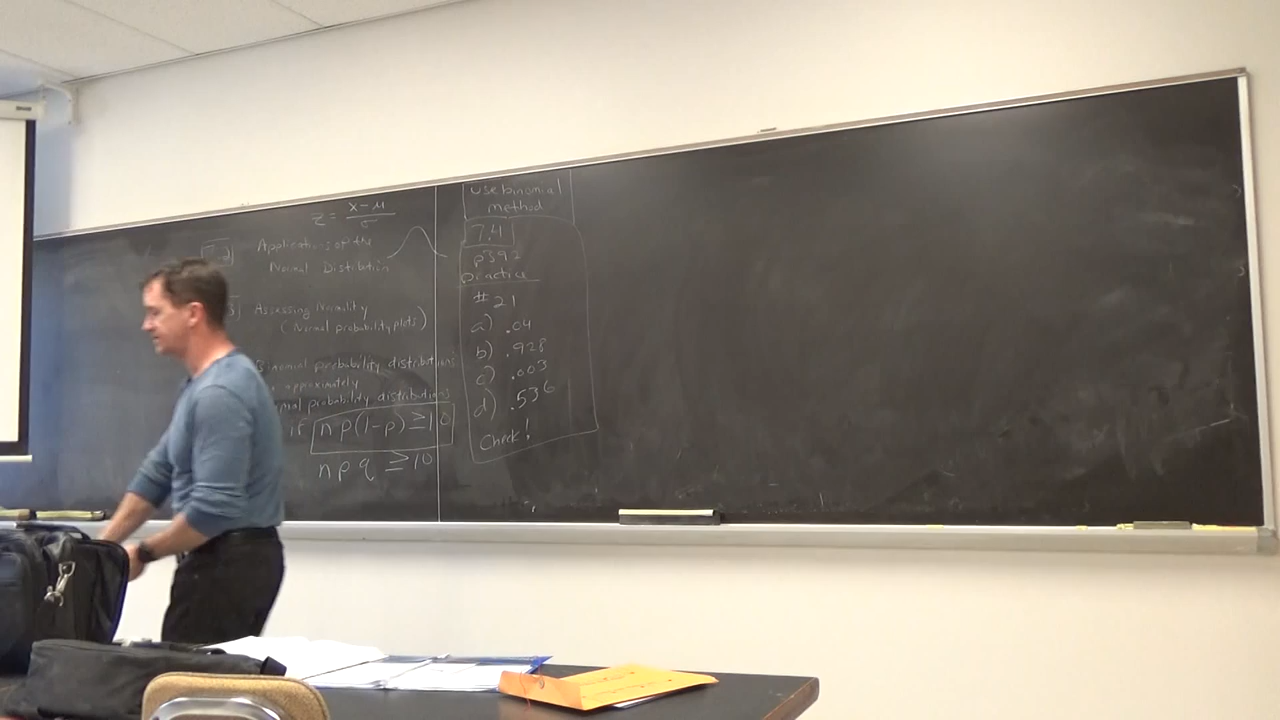 z = x-μ / σ
Applications of the
Normal Distribution
Assessing Normality
(Normal probability plots)
Binomial probability distributions
approximately
probability distributions
if np(1-p) ≥ 10
npq ≥ 10
Use binomial
method
7.4
p392
Practice
#21
a) .04
b) .928
c) .003
d) .536
Check!